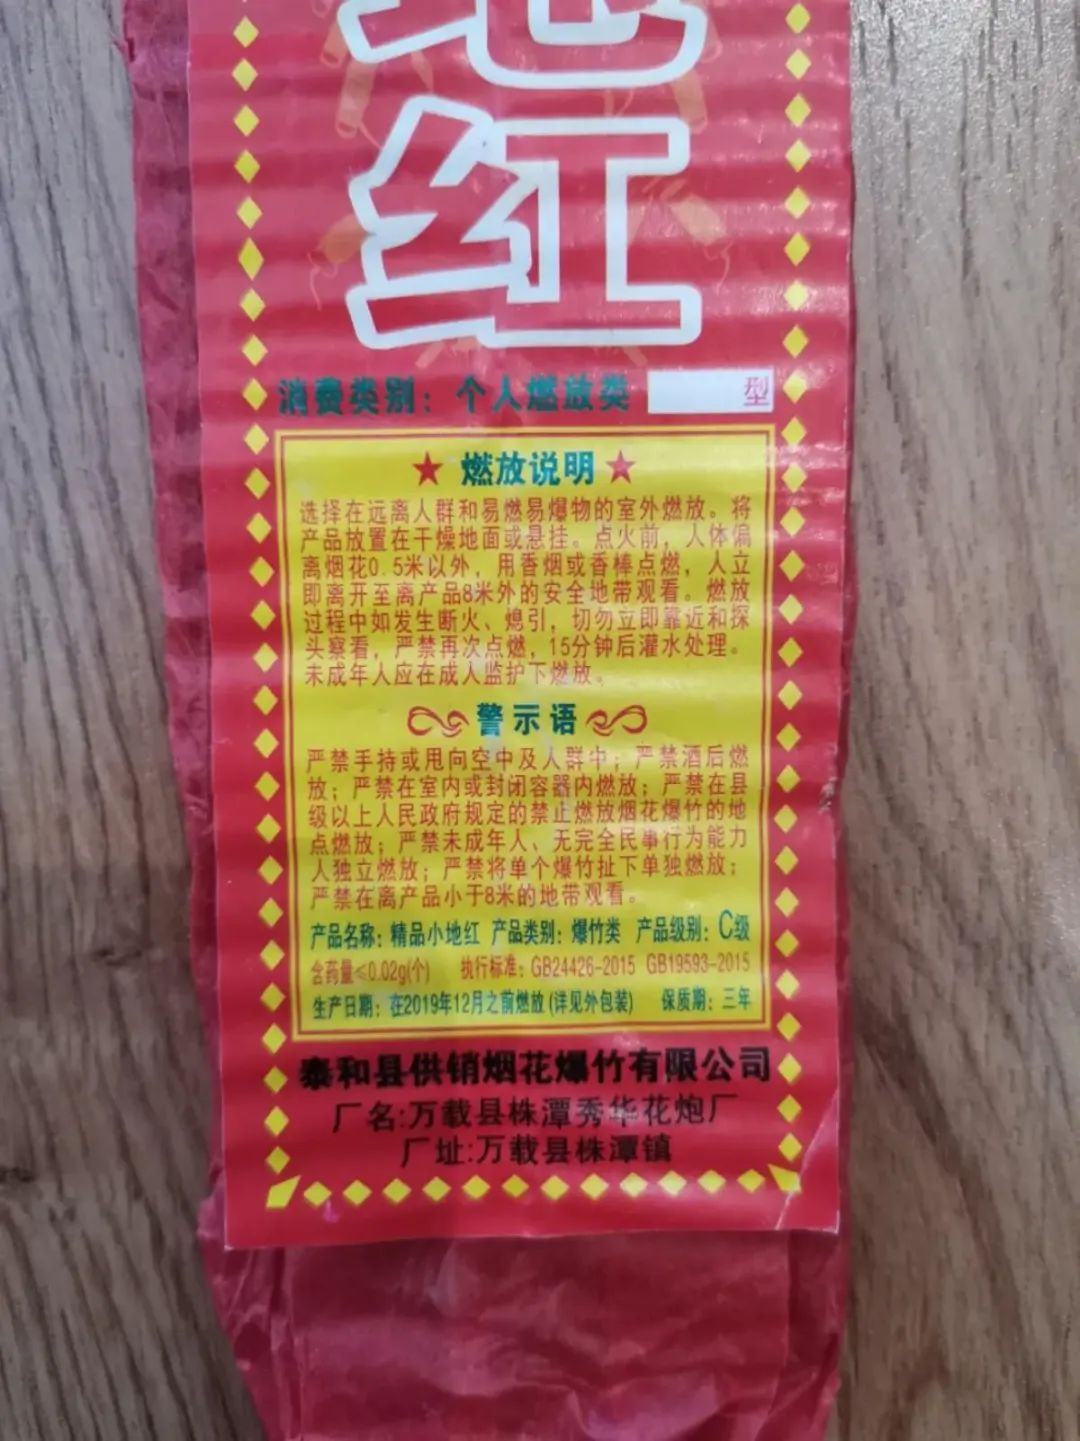 地
红
消费类别：个人燃放类 型
★ 燃放说明 ★
选择在远离人群和易燃易爆物的室外燃放。将
产品放置在干燥地面或悬挂。点火前，人体偏
离烟花0.5米以外，用香烟或香棒点燃，人立
即离开至离产品8米外的安全地带观看。燃放
过程中如发生断火、熄引，切勿立即靠近和探
头察看，严禁再次点燃，15分钟后灌水处理。
未成年人应在成人监护下燃放。
警示语
严禁手持或甩向空中及人群中；严禁酒后燃
放；严禁在室内或封闭容器内燃放；严禁在县
级以上人民政府规定的禁止燃放烟花爆竹的地
点燃放；严禁未成年人、无完全民事行为能力
人独立燃放；严禁将单个爆竹扯下单独燃放；
严禁在离产品小于8米的地带观看。
产品名称：精品小地红 产品类别：爆竹类 产品级别：C级
含药量≤0.02g(个) 执行标准：GB24426-2015 GB19593-2015
生产日期：在2019年12月之前燃放(详见外包装) 保质期：三年
泰和县供销烟花爆竹有限公司
厂名:万载县株潭秀华花炮厂
厂址:万载县株潭镇